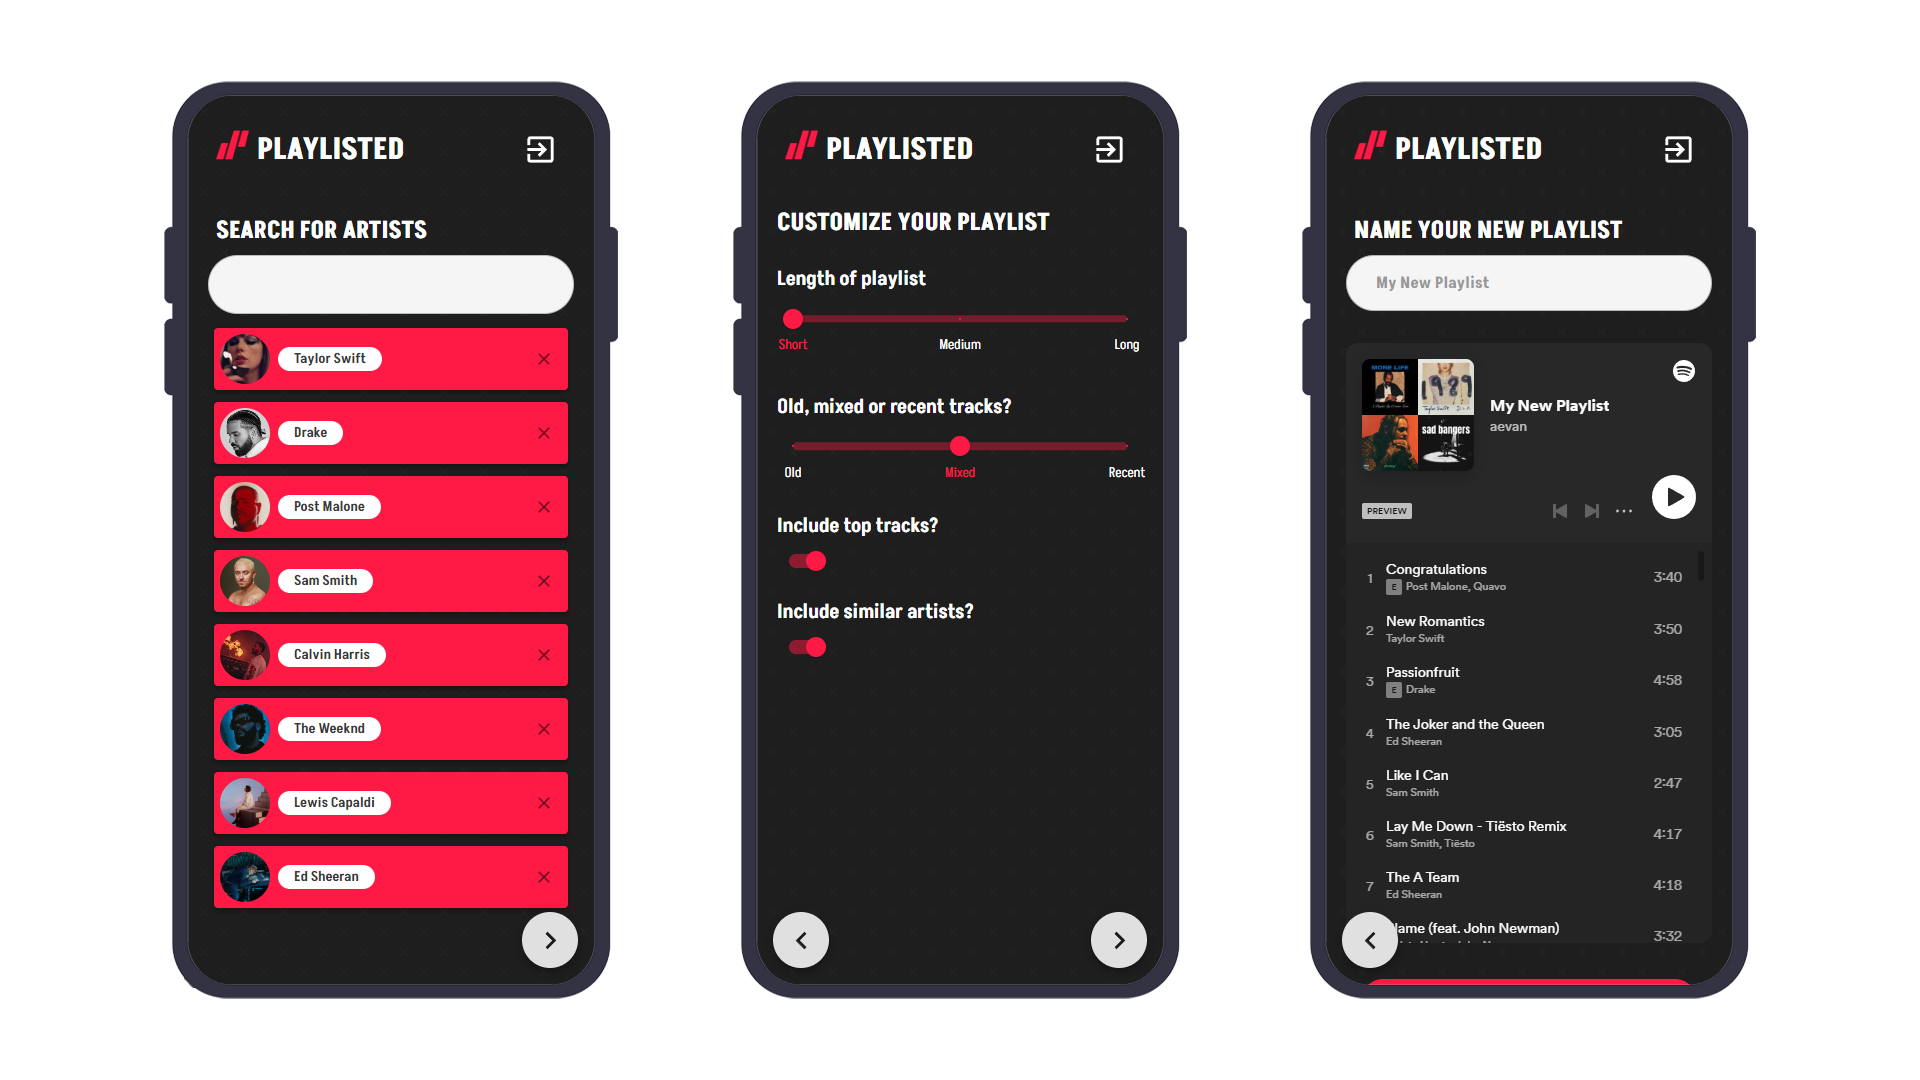 PLAYLISTED
SEARCH FOR ARTISTS
Taylor Swift
Drake
Post Malone
Sam Smith
Calvin Harris
The Weeknd
Lewis Capaldi
Ed Sheeran
PLAYLISTED
CUSTOMIZE YOUR PLAYLIST
Length of playlist
Short Medium Long
Old, mixed or recent tracks?
Old Mixed Recent
Include top tracks?
Include similar artists?
PLAYLISTED
NAME YOUR NEW PLAYLIST
My New Playlist
MORE LIFE
1989
sad bangers
My New Playlist
aevan
PREVIEW
1 Congratulations 3:40
E Post Malone, Quavo
2 New Romantics 3:50
Taylor Swift
3 Passionfruit 4:58
E Drake
4 The Joker and the Queen 3:05
Ed Sheeran
5 Like I Can 2:47
Sam Smith
6 Lay Me Down - Tiësto Remix 4:17
Sam Smith, Tiësto
7 The A Team 4:18
Ed Sheeran
lame (feat. John Newman) 3:32